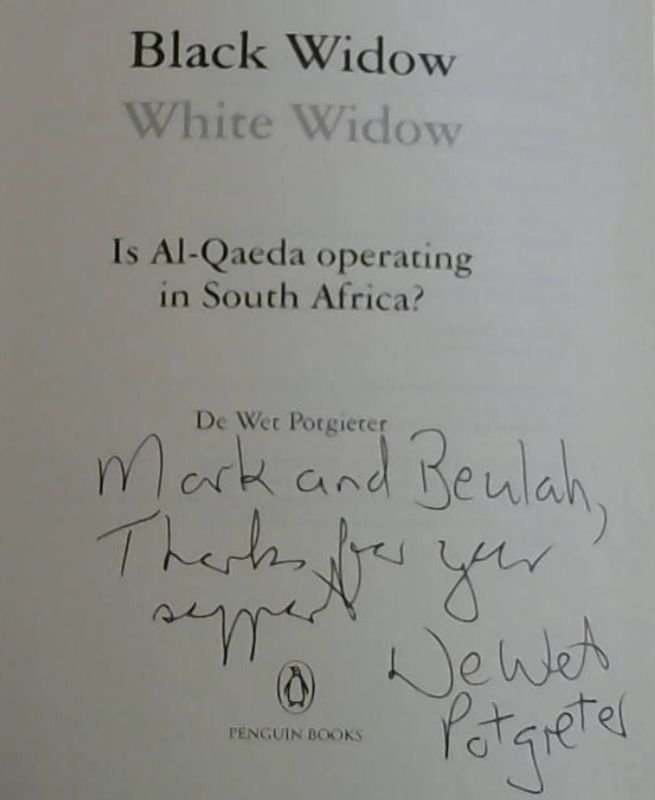 Black Widow
White Widow
Is Al-Qaeda operating
in South Africa?
De Wet Potgieter
Mark and Beulah,
Thanks for your
support
De Wet
Potgieter
PENGUIN BOOKS